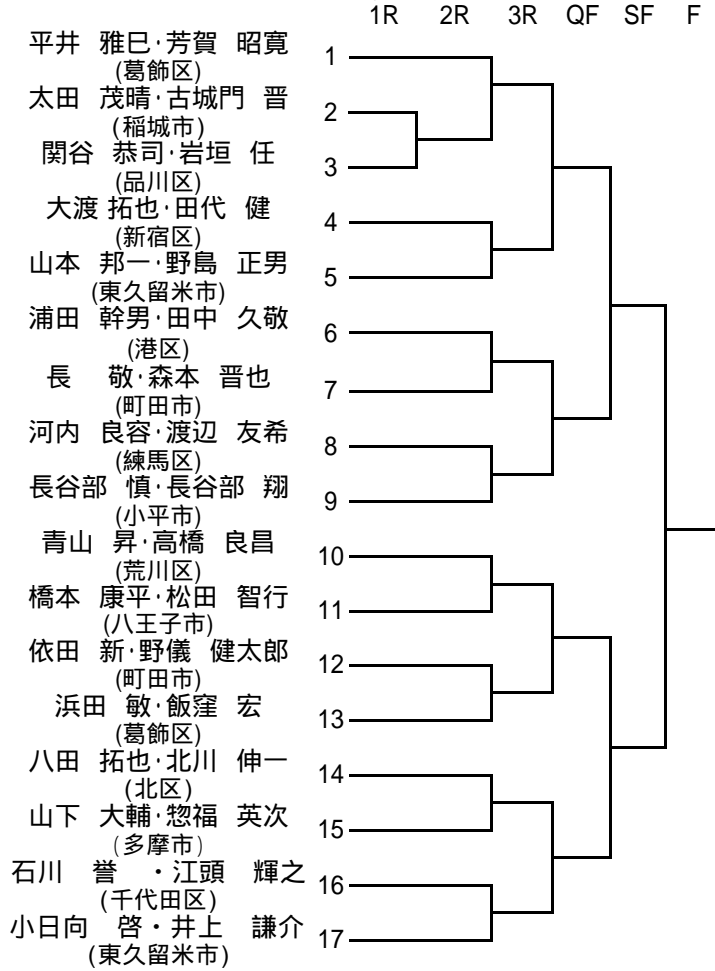 1R 2R 3R QF SF F
平井 雅巳・芳賀 昭寛 1
(葛飾区)
太田 茂晴・古城門 晋 2
(稲城市)
関谷 恭司・岩垣 任 3
(品川区)
大渡 拓也・田代 健 4
(新宿区)
山本 邦一・野島 正男 5
(東久留米市)
浦田 幹男・田中 久敬 6
(港区)
長 敬・森本 晋也 7
(町田市)
河内 良容・渡辺 友希 8
(練馬区)
長谷部 慎・長谷部 翔 9
(小平市)
青山 昇・高橋 良昌 10
(荒川区)
橋本 康平・松田 智行 11
(八王子市)
依田 新・野儀 健太郎 12
(町田市)
浜田 敏・飯窪 宏 13
(葛飾区)
八田 拓也・北川 伸一 14
(北区)
山下 大輔・惣福 英次 15
(多摩市)
石川 誉 ・江頭 輝之 16
(千代田区)
小日向 啓・井上 謙介 17
(東久留米市)